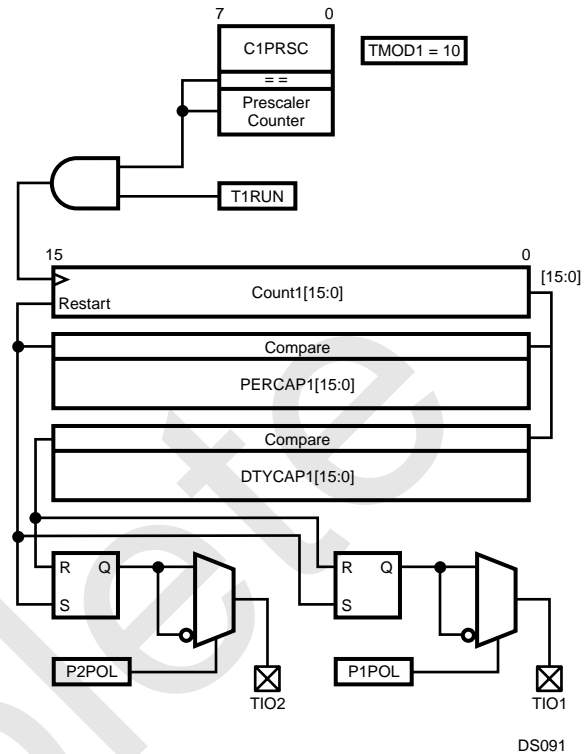 7 0
C1PRSC
TMOD1 = 10
= =
Prescaler
Counter
T1RUN
15 0
[15:0]
Count1[15:0]
Restart
Compare
PERCAP1[15:0]
Compare
DTYCAP1[15:0]
R Q
S
R Q
S
P2POL
P1POL
TIO2
TIO1
DS091